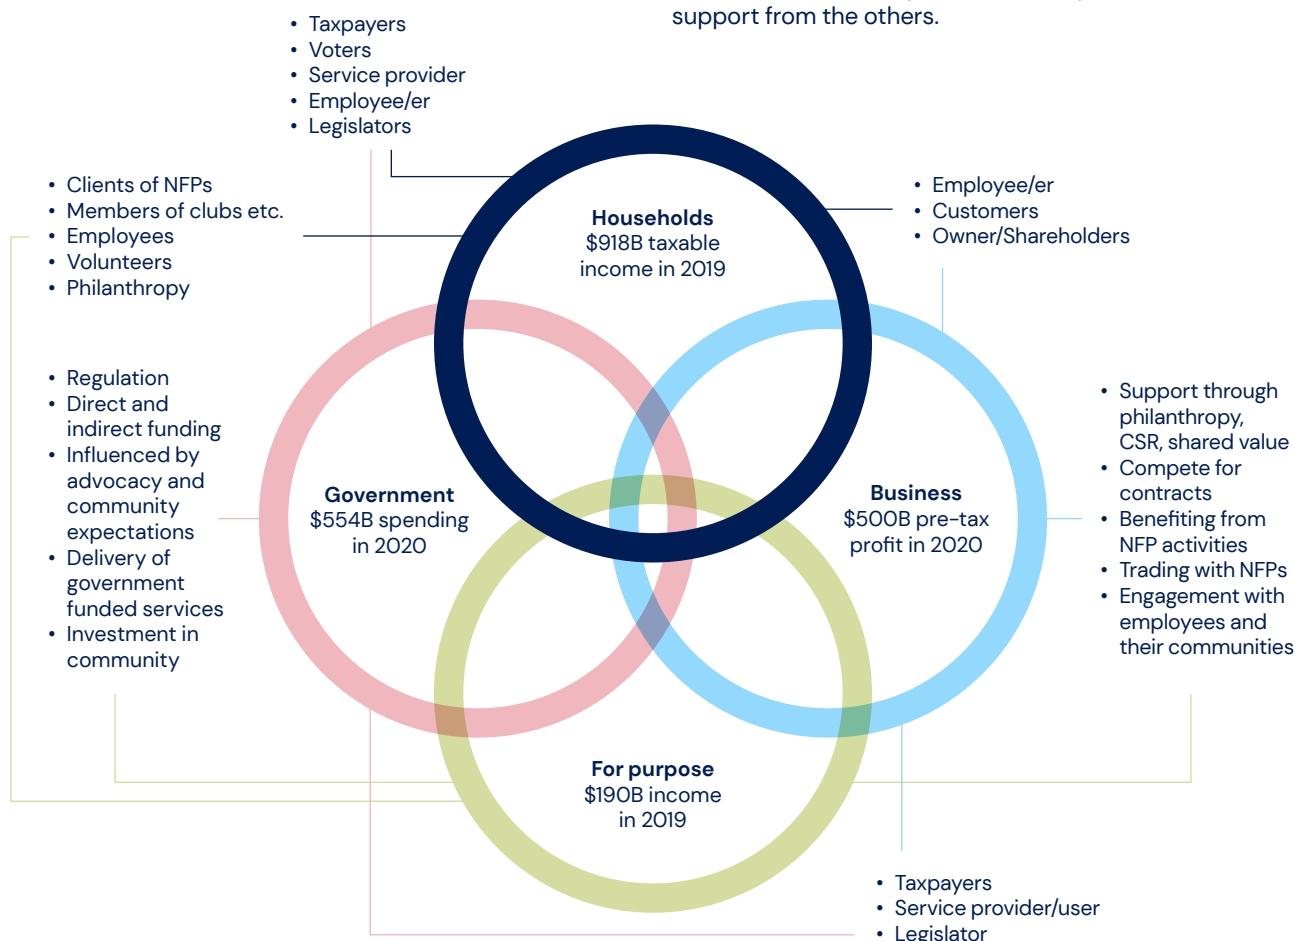 support from the others.
• Taxpayers
• Voters
• Service provider
• Employee/er
• Legislators
• Clients of NFPs
• Members of clubs etc.
• Employees
• Volunteers
• Philanthropy
Households
$918B taxable
income in 2019
• Employee/er
• Customers
• Owner/Shareholders
• Regulation
• Direct and
indirect funding
• Influenced by
advocacy and
community
expectations
• Delivery of
government
funded services
• Investment in
community
Government
$554B spending
in 2020
Business
$500B pre-tax
profit in 2020
• Support through
philanthropy,
CSR, shared value
• Compete for
contracts
• Benefiting from
NFP activities
• Trading with NFPs
• Engagement with
employees and
their communities
For purpose
$190B income
in 2019
• Taxpayers
• Service provider/user
• Legislator